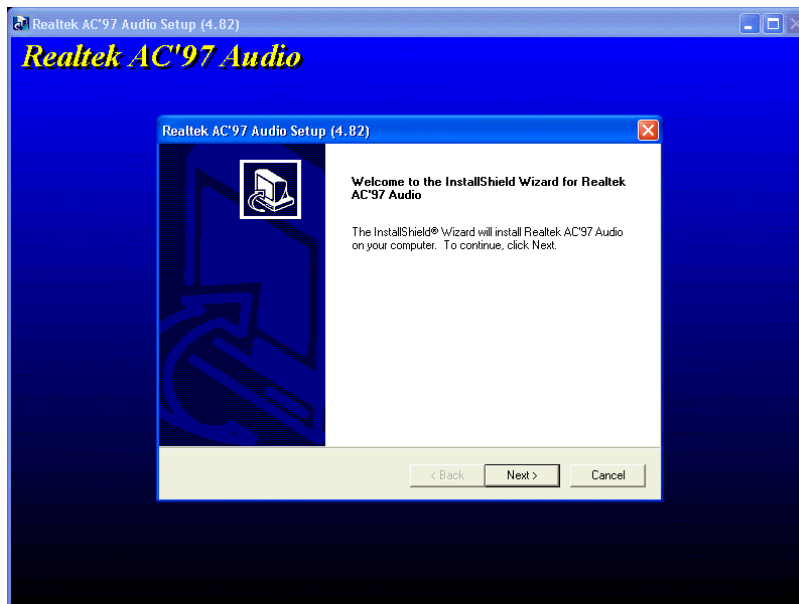 Realtek AC'97 Audio Setup (4.82)
Realtek AC'97 Audio
Realtek AC'97 Audio Setup (4.82)
Welcome to the InstallShield Wizard for Realtek
AC'97 Audio
The InstallShield® Wizard will install Realtek AC'97 Audio
on your computer. To continue, click Next.
< Back Next > Cancel